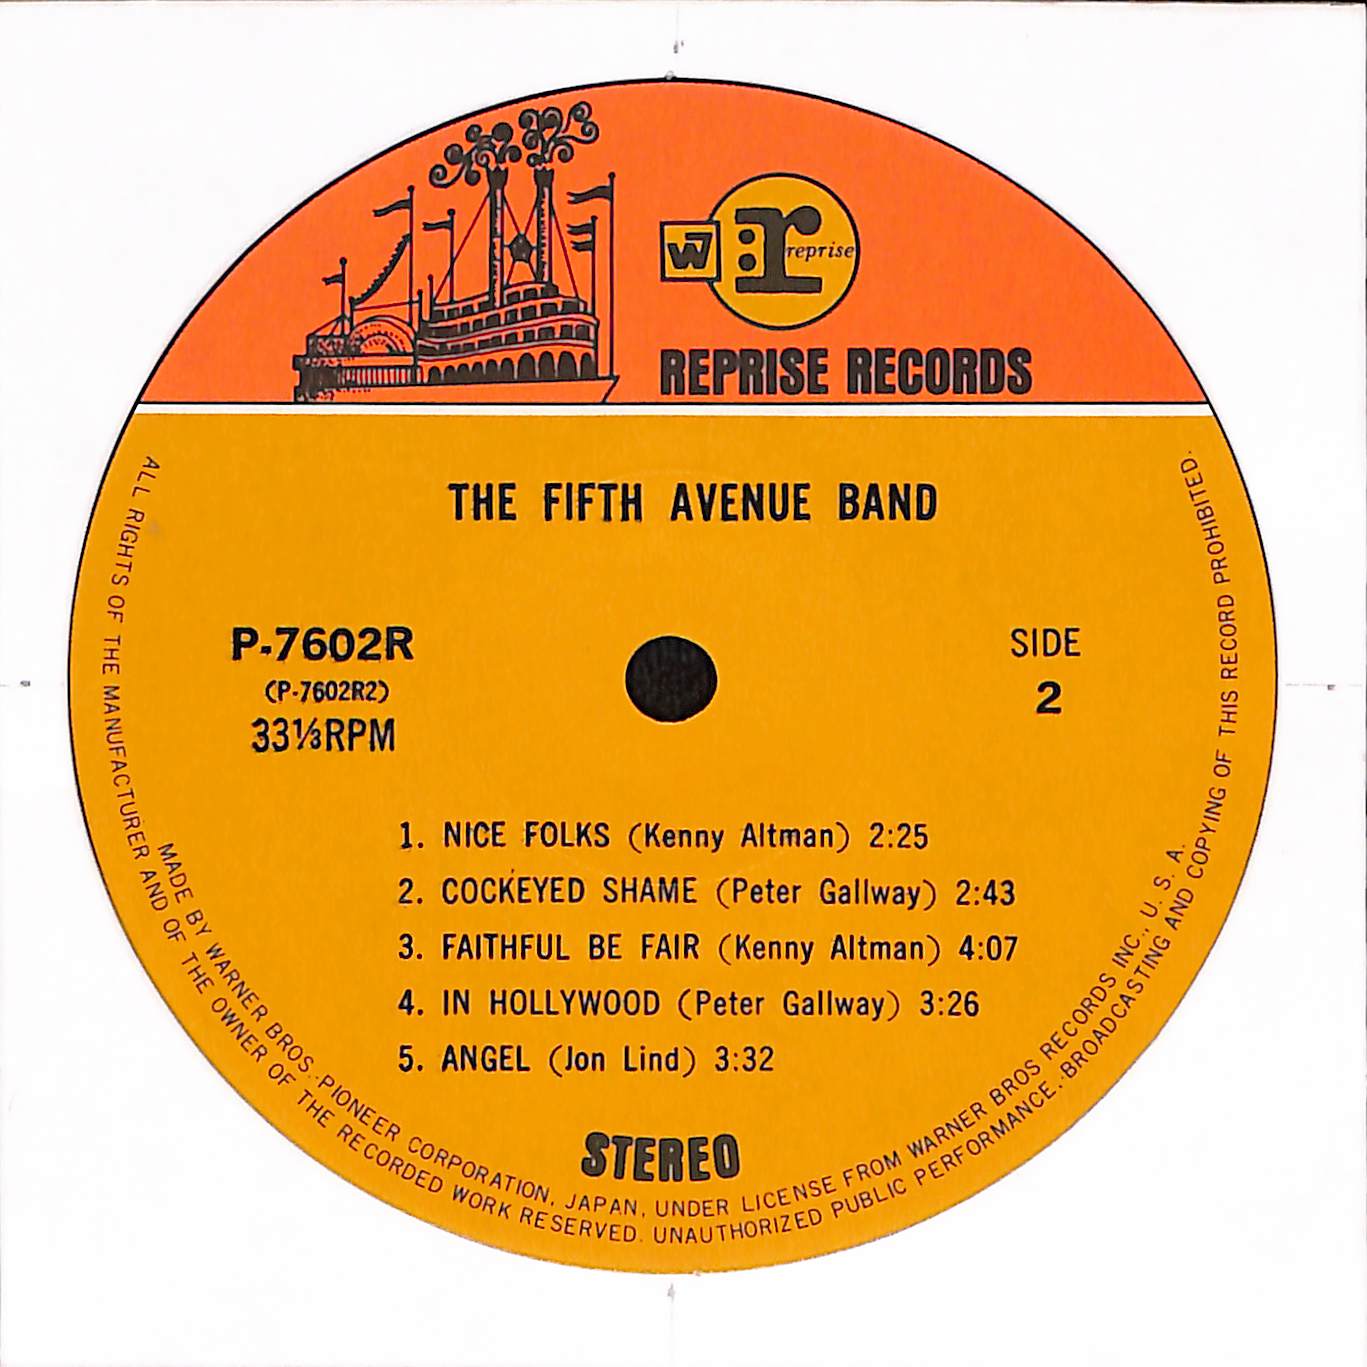 W7
r:
reprise
REPRISE RECORDS
THE FIFTH AVENUE BAND
P-7602R
(P-7602R2)
33⅓RPM
SIDE
2
1. NICE FOLKS (Kenny Altman) 2:25
2. COCKEYED SHAME (Peter Gallway) 2:43
3. FAITHFUL BE FAIR (Kenny Altman) 4:07
4. IN HOLLYWOOD (Peter Gallway) 3:26
5. ANGEL (Jon Lind) 3:32
STEREO
MADE BY WARNER BROS.-PIONEER CORPORATION, JAPAN, UNDER LICENSE FROM WARNER BROS RECORDS INC., U. S. A.
ALL RIGHTS OF THE MANUFACTURER AND OF THE OWNER OF THE RECORDED WORK RESERVED. UNAUTHORIZED PUBLIC PERFORMANCE, BROADCASTING AND COPYING OF THIS RECORD PROHIBITED.